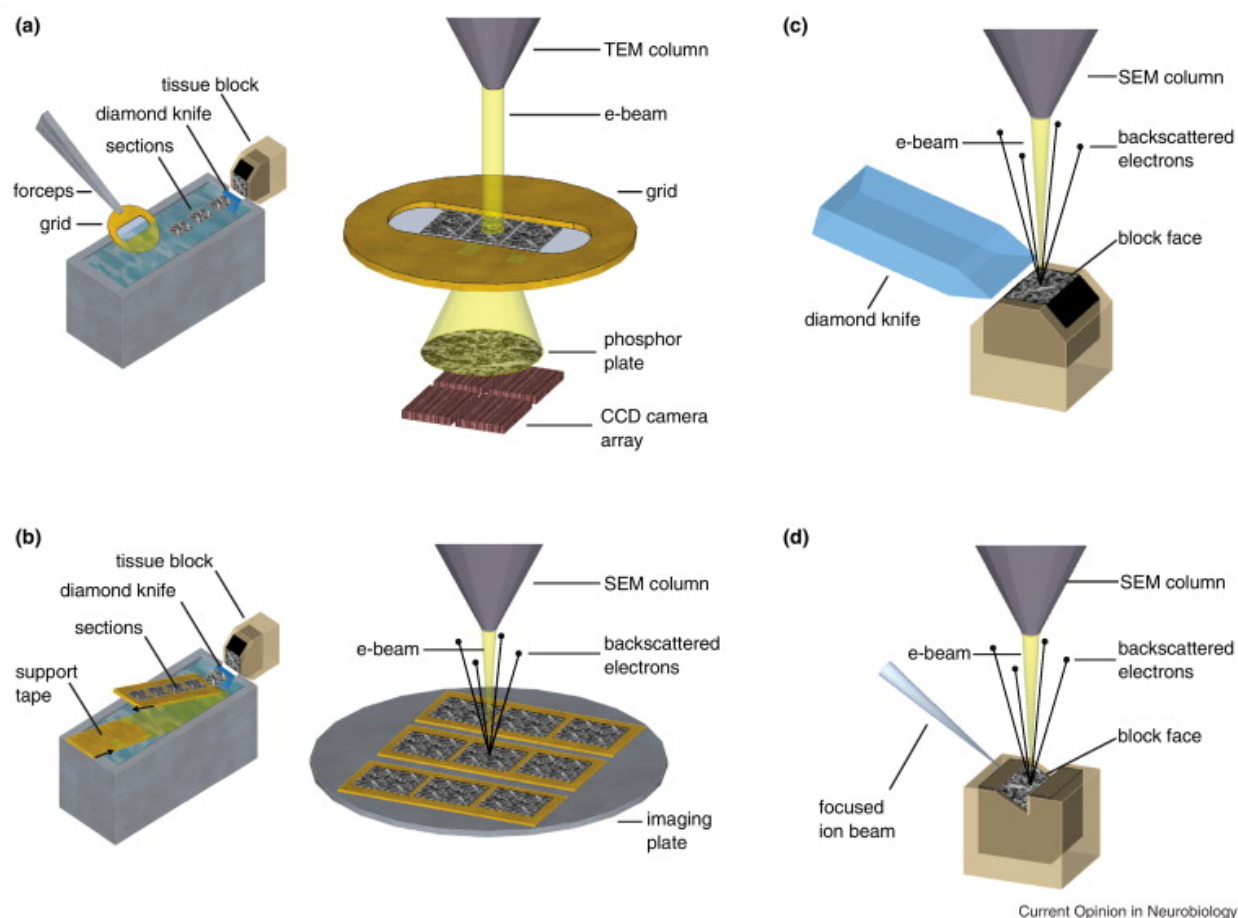 (a)
tissue block
diamond knife
sections
forceps
grid
TEM column
e-beam
grid
phosphor
plate
CCD camera
array
(c)
SEM column
e-beam
backscattered
electrons
block face
diamond knife
(b)
tissue block
diamond knife
sections
support
tape
SEM column
e-beam
backscattered
electrons
imaging
plate
(d)
SEM column
e-beam
backscattered
electrons
block face
focused
ion beam
Current Opinion in Neurobiology